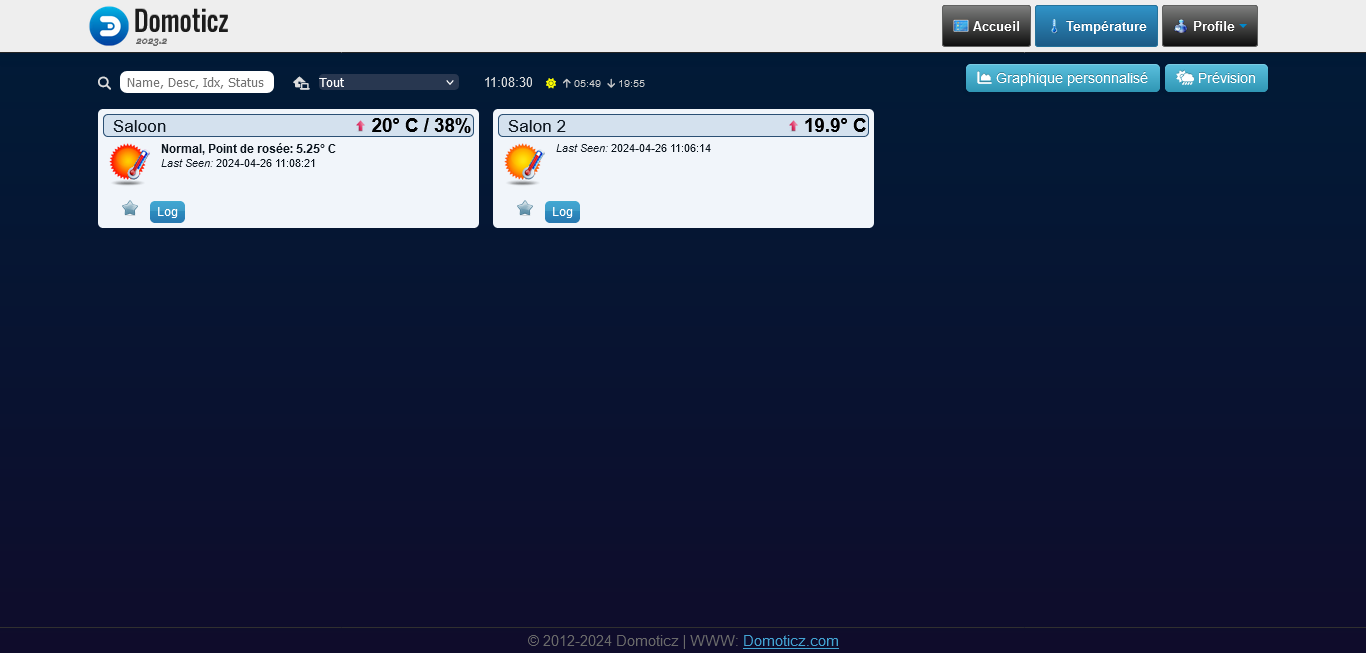 Domoticz
2023.2
Accueil
Température
Profile
Name, Desc, Idx, Status
Tout
11:08:30
05:49
19:55
Graphique personnalisé
Prévision
Saloon
20° C / 38%
Normal, Point de rosée: 5.25° C
Last Seen: 2024-04-26 11:08:21
Log
Salon 2
19.9° C
Last Seen: 2024-04-26 11:06:14
Log
© 2012-2024 Domoticz | WWW: Domoticz.com